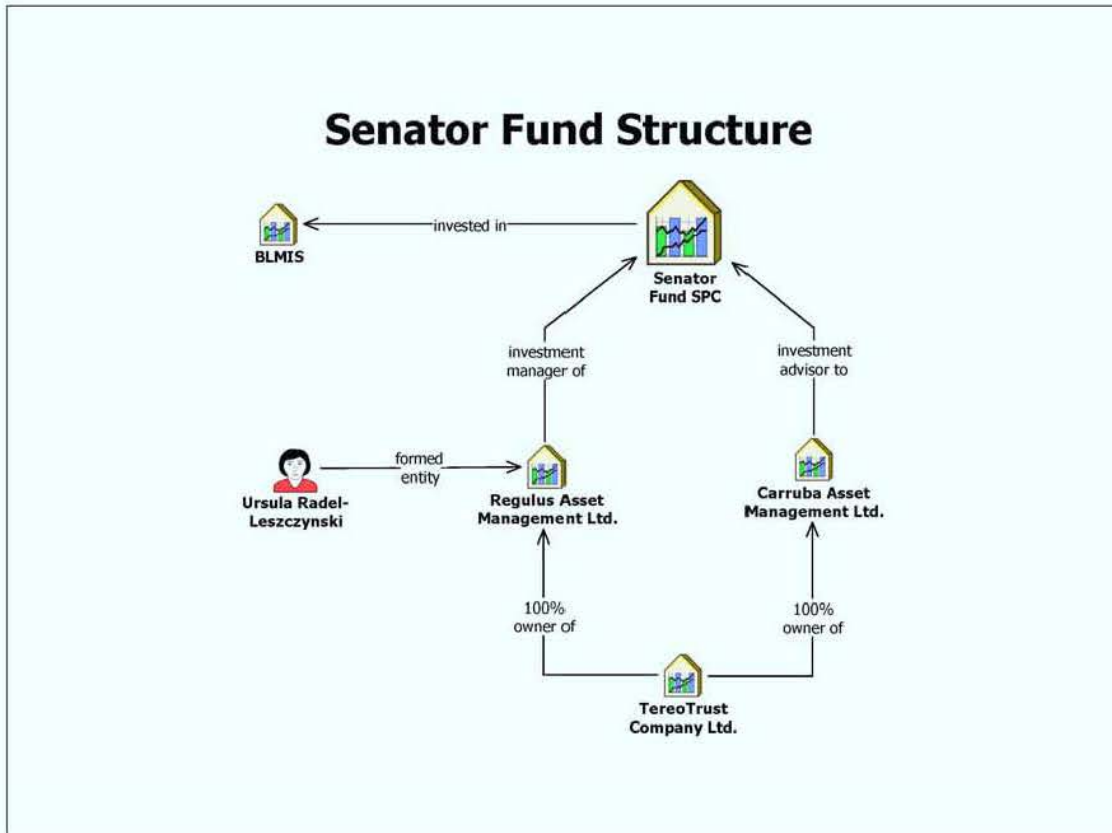 Senator Fund Structure
invested in
BLMIS
Senator
Fund SPC
investment
manager of
investment
advisor to
formed
entity
Ursula Radel-
Leszczynski
Regulus Asset
Management Ltd.
Carruba Asset
Management Ltd.
100%
owner of
100%
owner of
TereoTrust
Company Ltd.